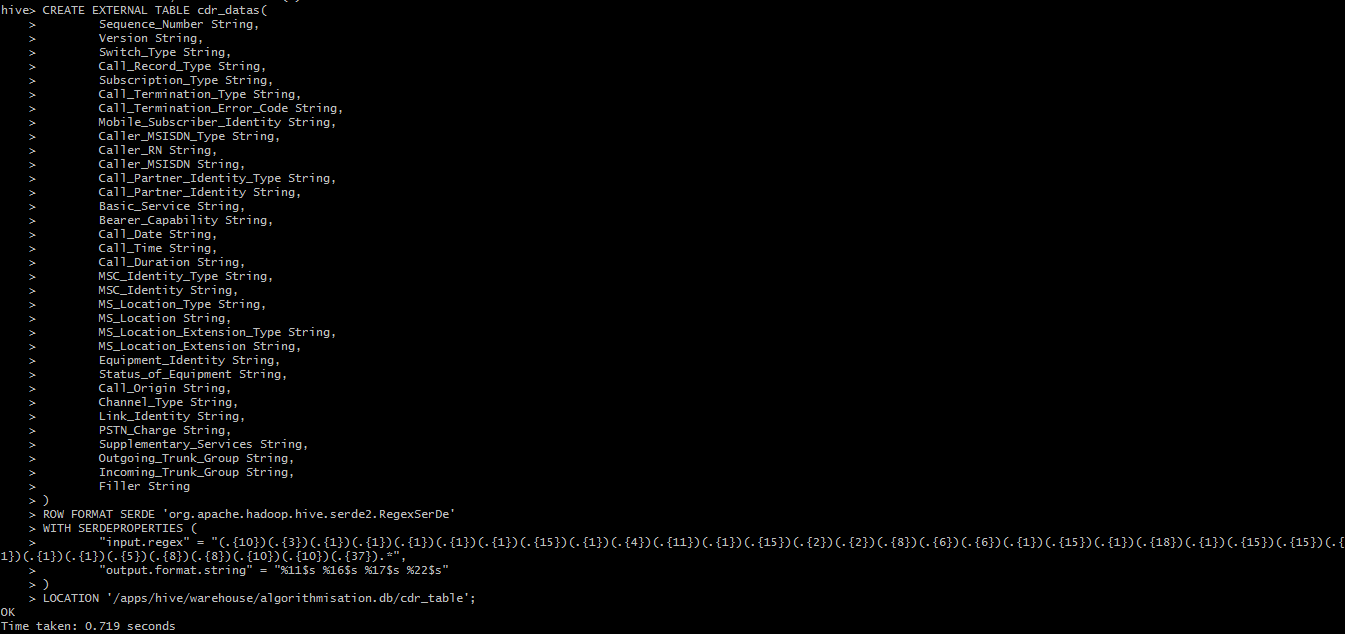 hive> CREATE EXTERNAL TABLE cdr_datas(
    >         Sequence_Number String,
    >         Version String,
    >         Switch_Type String,
    >         Call_Record_Type String,
    >         Subscription_Type String,
    >         Call_Termination_Type String,
    >         Call_Termination_Error_Code String,
    >         Mobile_Subscriber_Identity String,
    >         Caller_MSISDN_Type String,
    >         Caller_RN String,
    >         Caller_MSISDN String,
    >         Call_Partner_Identity_Type String,
    >         Call_Partner_Identity String,
    >         Basic_Service String,
    >         Bearer_Capability String,
    >         Call_Date String,
    >         Call_Time String,
    >         Call_Duration String,
    >         MSC_Identity_Type String,
    >         MSC_Identity String,
    >         MS_Location_Type String,
    >         MS_Location String,
    >         MS_Location_Extension_Type String,
    >         MS_Location_Extension String,
    >         Equipment_Identity String,
    >         Status_of_Equipment String,
    >         Call_Origin String,
    >         Channel_Type String,
    >         Link_Identity String,
    >         PSTN_Charge String,
    >         Supplementary_Services String,
    >         Outgoing_Trunk_Group String,
    >         Incoming_Trunk_Group String,
    >         Filler String
    > )
    > ROW FORMAT SERDE 'org.apache.hadoop.hive.serde2.RegexSerDe'
    > WITH SERDEPROPERTIES (
    >         "input.regex" = "(.{10})(.{3})(.{1})(.{1})(.{1})(.{1})(.{1})(.{15})(.{1})(.{4})(.{11})(.{1})(.{15})(.{2})(.{2})(.{8})(.{6})(.{6})(.{1})(.{15})(.{1})(.{18})(.{1})(.{15})(.{15})(.{
1})(.{1})(.{1})(.{5})(.{8})(.{8})(.{10})(.{10})(.{37}).*",
    >         "output.format.string" = "%11$s %16$s %17$s %22$s"
    > )
    > LOCATION '/apps/hive/warehouse/algorithmisation.db/cdr_table';
OK
Time taken: 0.719 seconds